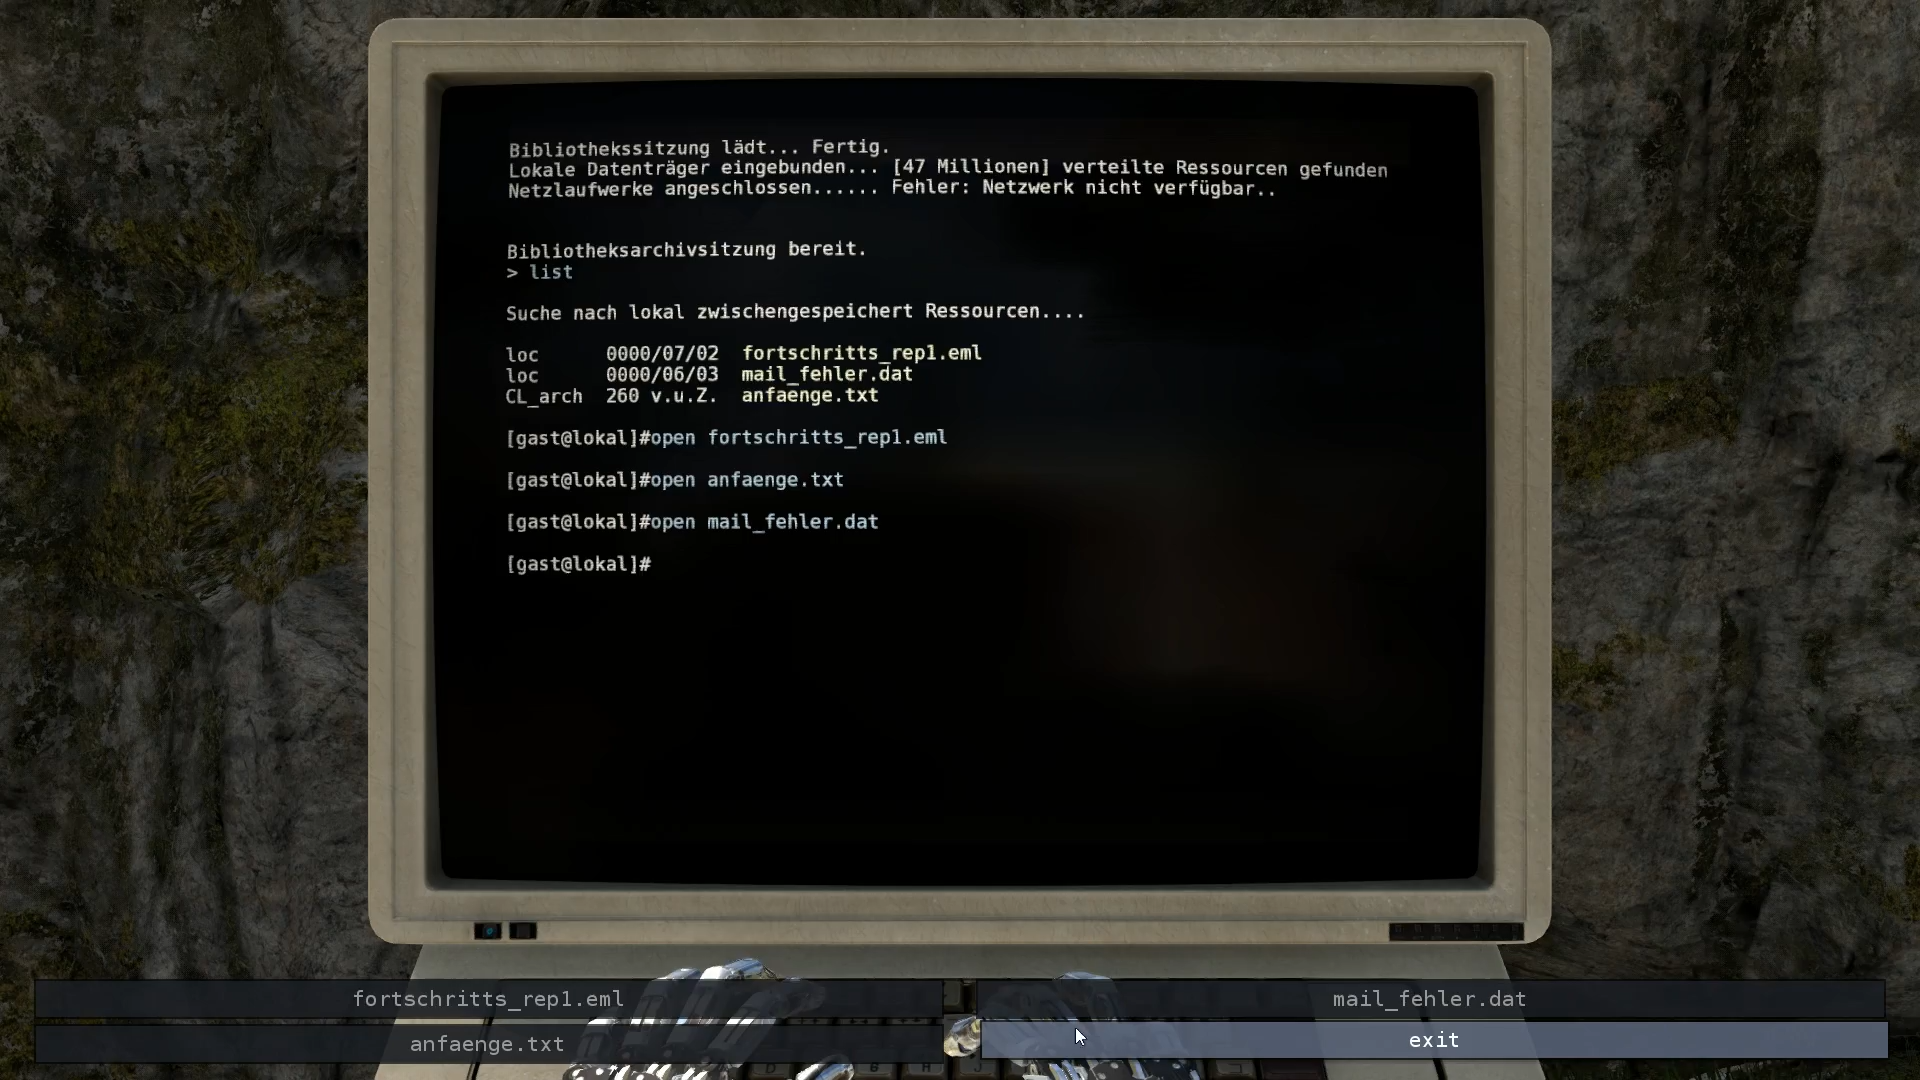 Bibliothekssitzung lädt... Fertig.
Lokale Datenträger eingebunden... [47 Millionen] verteilte Ressourcen gefunden
Netzlaufwerke angeschlossen...... Fehler: Netzwerk nicht verfügbar..
Bibliotheksarchivsitzung bereit.
> list
Suche nach lokal zwischengespeichert Ressourcen....
loc 0000/07/02 fortschritts_rep1.eml
loc 0000/06/03 mail_fehler.dat
CL_arch 260 v.u.Z. anfaenge.txt
[gast@lokal]#open fortschritts_rep1.eml
[gast@lokal]#open anfaenge.txt
[gast@lokal]#open mail_fehler.dat
[gast@lokal]#
fortschritts_rep1.eml
mail_fehler.dat
anfaenge.txt
exit